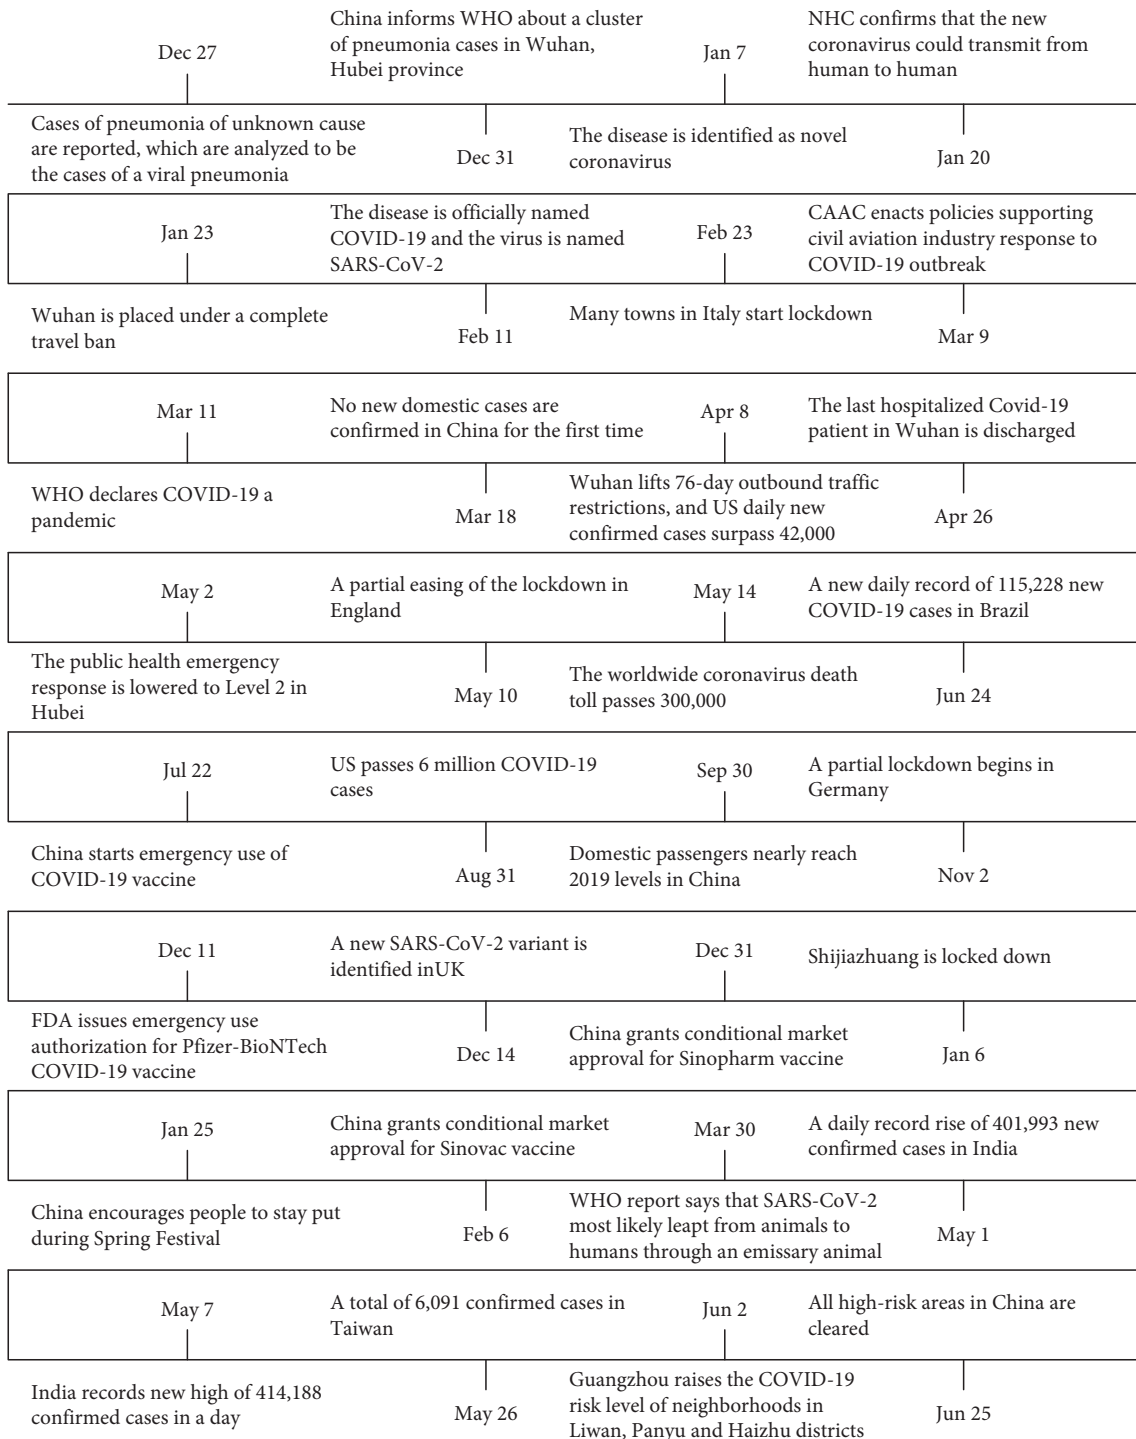 Dec 27
China informs WHO about a cluster
of pneumonia cases in Wuhan,
Hubei province
Jan 7
NHC confirms that the new
coronavirus could transmit from
human to human
Cases of pneumonia of unknown cause
are reported, which are analyzed to be
the cases of a viral pneumonia
Dec 31
The disease is identified as novel
coronavirus
Jan 20
Jan 23
The disease is officially named
COVID-19 and the virus is named
SARS-CoV-2
Feb 23
CAAC enacts policies supporting
civil aviation industry response to
COVID-19 outbreak
Wuhan is placed under a complete
travel ban
Feb 11
Many towns in Italy start lockdown
Mar 9
Mar 11
No new domestic cases are
confirmed in China for the first time
Apr 8
The last hospitalized Covid-19
patient in Wuhan is discharged
WHO declares COVID-19 a
pandemic
Mar 18
Wuhan lifts 76-day outbound traffic
restrictions, and US daily new
confirmed cases surpass 42,000
Apr 26
May 2
A partial easing of the lockdown in
England
May 14
A new daily record of 115,228 new
COVID-19 cases in Brazil
The public health emergency
response is lowered to Level 2 in
Hubei
May 10
The worldwide coronavirus death
toll passes 300,000
Jun 24
Jul 22
US passes 6 million COVID-19
cases
Sep 30
A partial lockdown begins in
Germany
China starts emergency use of
COVID-19 vaccine
Aug 31
Domestic passengers nearly reach
2019 levels in China
Nov 2
Dec 11
A new SARS-CoV-2 variant is
identified inUK
Dec 31
Shijiazhuang is locked down
FDA issues emergency use
authorization for Pfizer-BioNTech
COVID-19 vaccine
Dec 14
China grants conditional market
approval for Sinopharm vaccine
Jan 6
Jan 25
China grants conditional market
approval for Sinovac vaccine
Mar 30
A daily record rise of 401,993 new
confirmed cases in India
China encourages people to stay put
during Spring Festival
Feb 6
WHO report says that SARS-CoV-2
most likely leapt from animals to
humans through an emissary animal
May 1
May 7
A total of 6,091 confirmed cases in
Taiwan
Jun 2
All high-risk areas in China are
cleared
India records new high of 414,188
confirmed cases in a day
May 26
Guangzhou raises the COVID-19
risk level of neighborhoods in
Liwan, Panyu and Haizhu districts
Jun 25